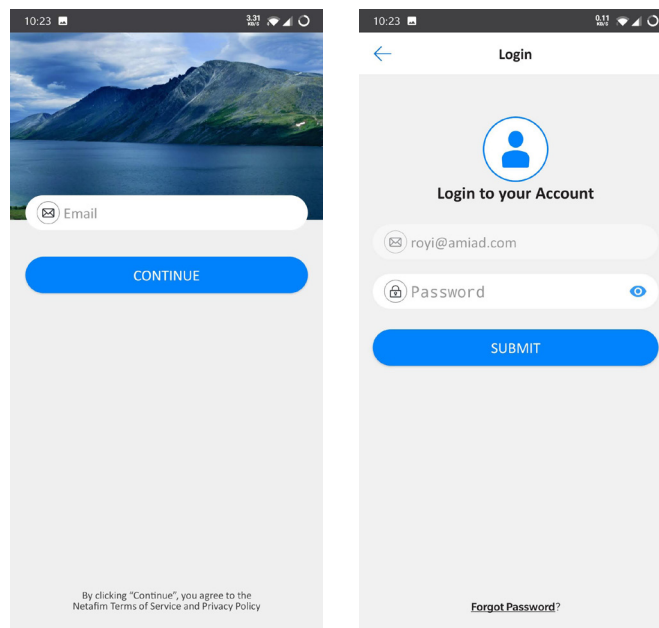 10:23
3.31
KB/S
Email
CONTINUE
By clicking "Continue", you agree to the
Netafim Terms of Service and Privacy Policy
10:23
0.11
KB/S
Login
Login to your Account
royi@amiad.com
Password
SUBMIT
Forgot Password?